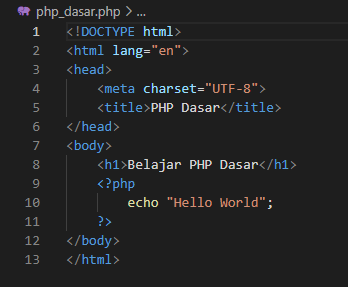 php_dasar.php > ...
1 <!DOCTYPE html>
2 <html lang="en">
3 <head>
4     <meta charset="UTF-8">
5     <title>PHP Dasar</title>
6 </head>
7 <body>
8     <h1>Belajar PHP Dasar</h1>
9     <?php
10         echo "Hello World";
11     ?>
12 </body>
13 </html>